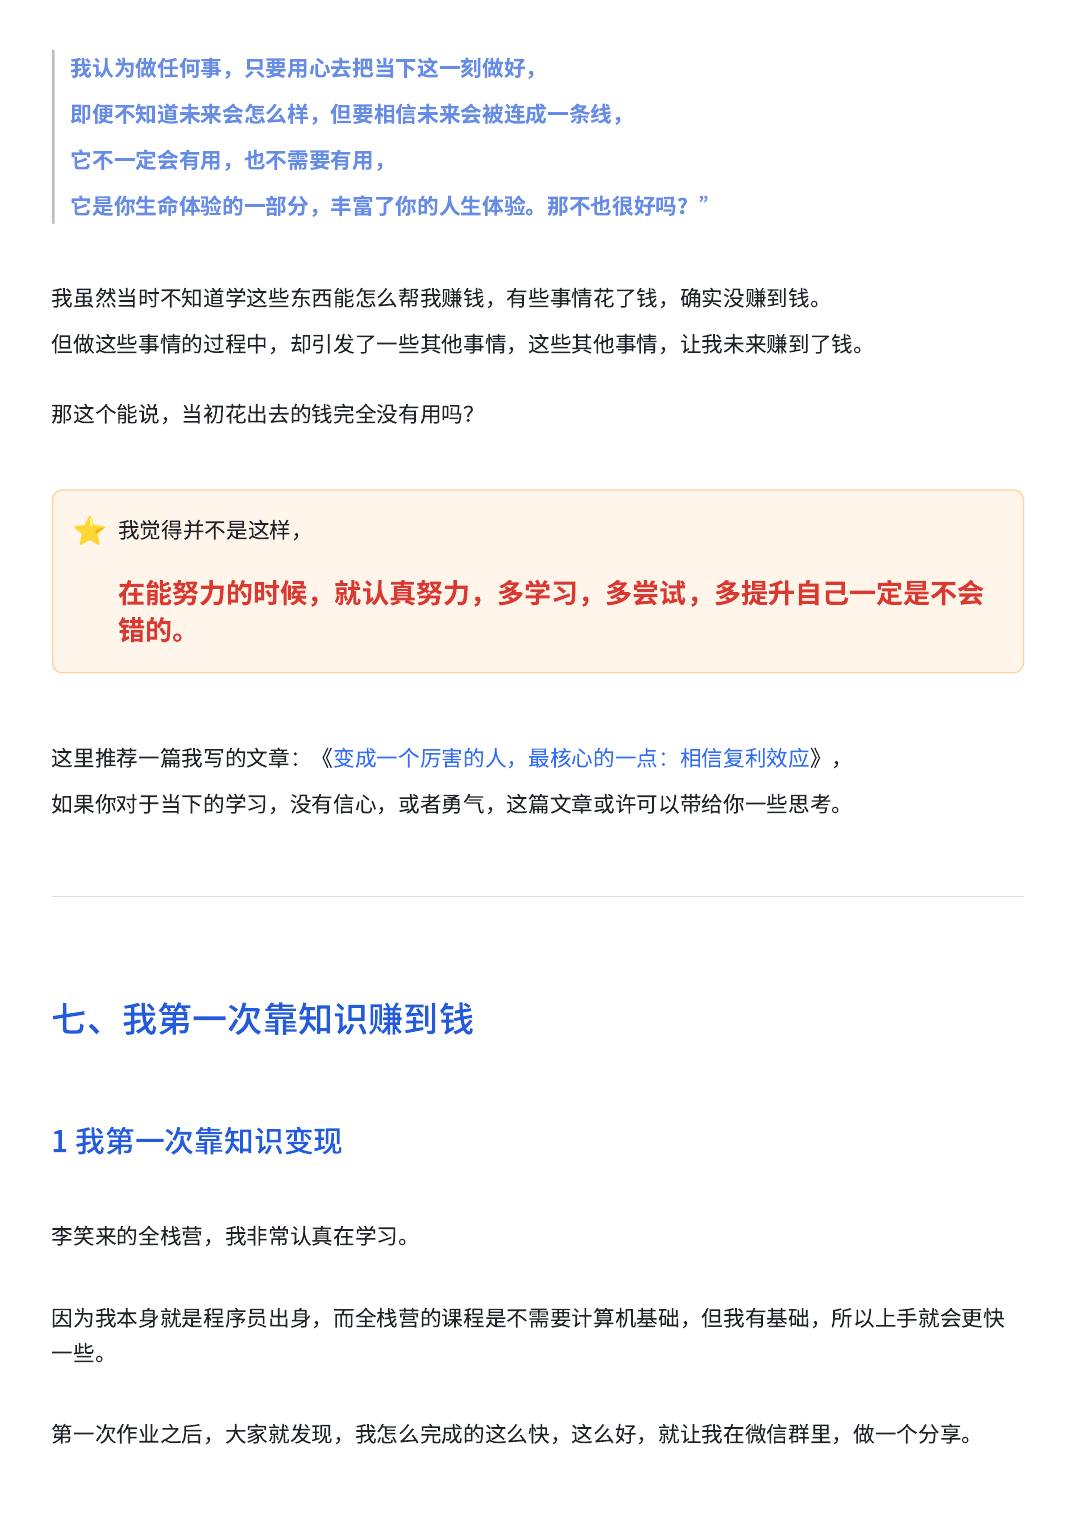 我认为做任何事，只要用心去把当下这一刻做好，
即便不知道未来会怎么样，但要相信未来会被连成一条线，
它不一定会有用，也不需要有用，
它是你生命体验的一部分，丰富了你的人生体验。那不也很好吗？”
我虽然当时不知道学这些东西能怎么帮我赚钱，有些事情花了钱，确实没赚到钱。
但做这些事情的过程中，却引发了一些其他事情，这些其他事情，让我未来赚到了钱。
那这个能说，当初花出去的钱完全没有用吗？
我觉得并不是这样，
在能努力的时候，就认真努力，多学习，多尝试，多提升自己一定是不会
错的。
这里推荐一篇我写的文章：《变成一个厉害的人，最核心的一点：相信复利效应》，
如果你对于当下的学习，没有信心，或者勇气，这篇文章或许可以带给你一些思考。
七、我第一次靠知识赚到钱
1 我第一次靠知识变现
李笑来的全栈营，我非常认真在学习。
因为我本身就是程序员出身，而全栈营的课程是不需要计算机基础，但我有基础，所以上手就会更快
一些。
第一次作业之后，大家就发现，我怎么完成的这么快，这么好，就让我在微信群里，做一个分享。